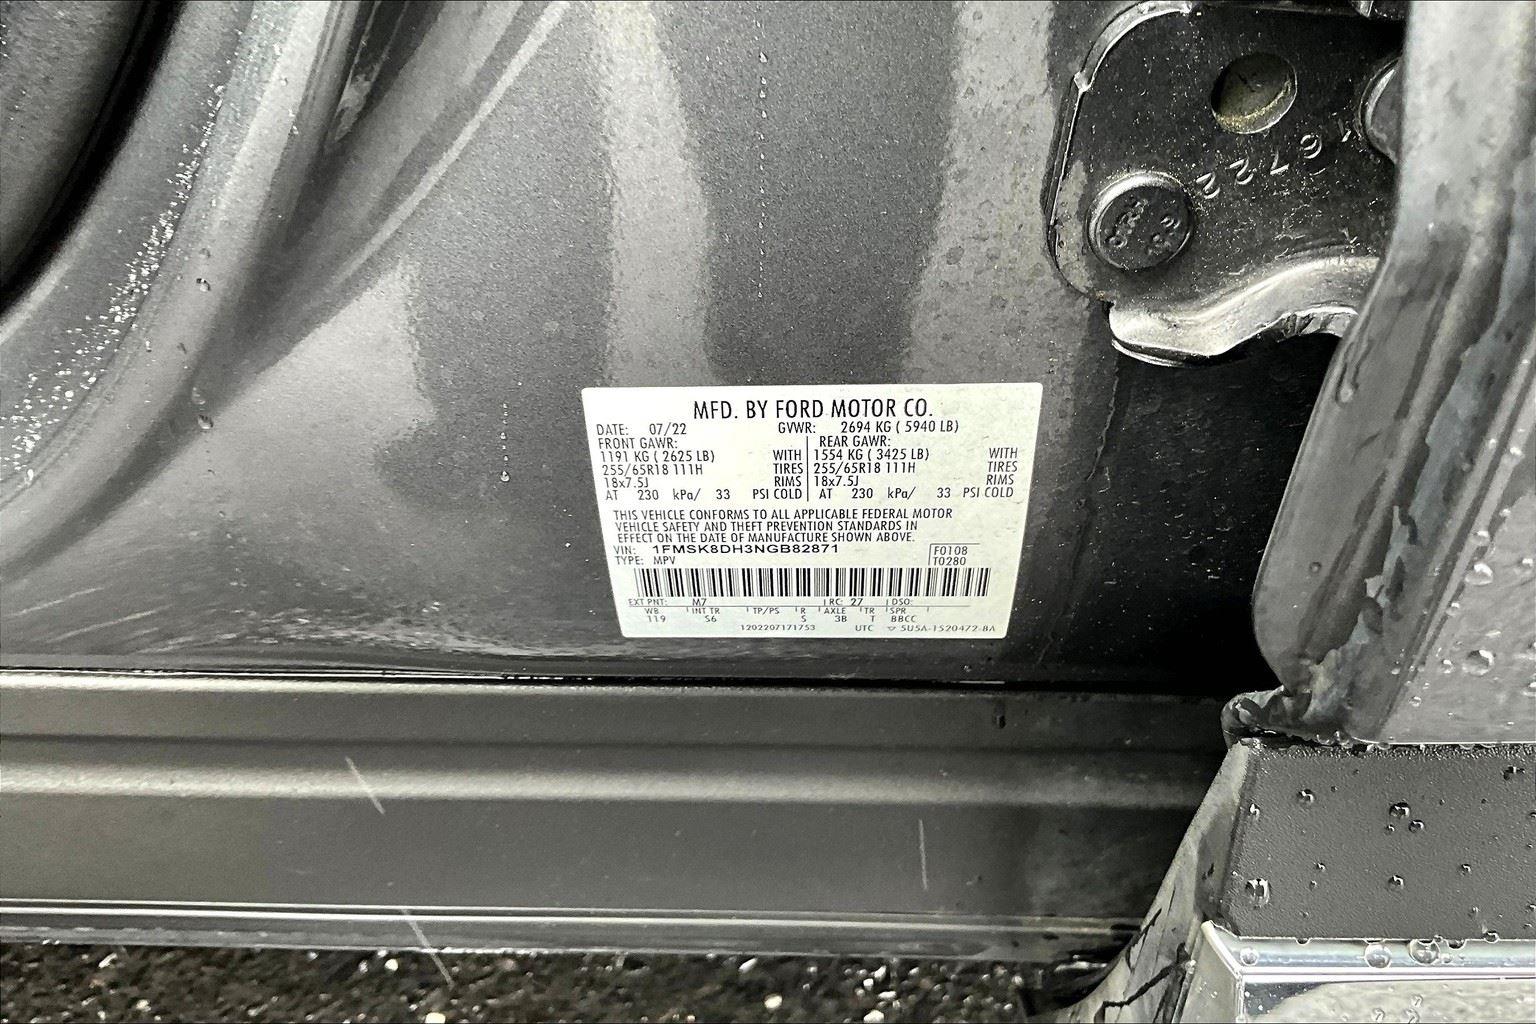 MFD. BY FORD MOTOR CO.
DATE: 07/22 GVWR: 2694 KG ( 5940 LB)
FRONT GAWR: REAR GAWR:
1191 KG ( 2625 LB) WITH 1554 KG ( 3425 LB) WITH
255/65R18 111H TIRES 255/65R18 111H TIRES
18x7.5J RIMS 18x7.5J RIMS
AT 230 kPa/ 33 PSI COLD AT 230 kPa/ 33 PSI COLD
THIS VEHICLE CONFORMS TO ALL APPLICABLE FEDERAL MOTOR
VEHICLE SAFETY AND THEFT PREVENTION STANDARDS IN
EFFECT ON THE DATE OF MANUFACTURE SHOWN ABOVE.
VIN: 1FMSK8DH3NGB82871 F0108
TYPE: MPV T0280
EXT PNT: M7 RC: 27 DSO:
WB INT TR TP/PS R AXLE TR SPR
119 S6 S 3B T BBCC
1202207171753 UTC ▽ 5U5A-1520472-BA
16722